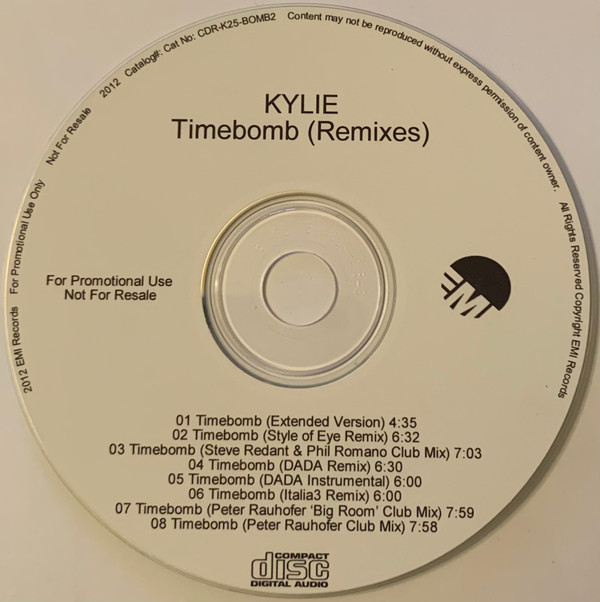 2012 EMI Records For Promotional Use Only Not For Resale 2012 Catalog#: Cat No: CDR-K25-BOMB2 Content may not be reproduced without express permission of content owner. All Rights Reserved Copyright EMI Records
KYLIE
Timebomb (Remixes)
For Promotional Use
Not For Resale
EMI
01 Timebomb (Extended Version) 4:35
02 Timebomb (Style of Eye Remix) 6:32
03 Timebomb (Steve Redant & Phil Romano Club Mix) 7:03
04 Timebomb (DADA Remix) 6:30
05 Timebomb (DADA Instrumental) 6:00
06 Timebomb (Italia3 Remix) 6:00
07 Timebomb (Peter Rauhofer ‘Big Room’ Club Mix) 7:59
08 Timebomb (Peter Rauhofer Club Mix) 7:58
COMPACT
disc
DIGITAL AUDIO